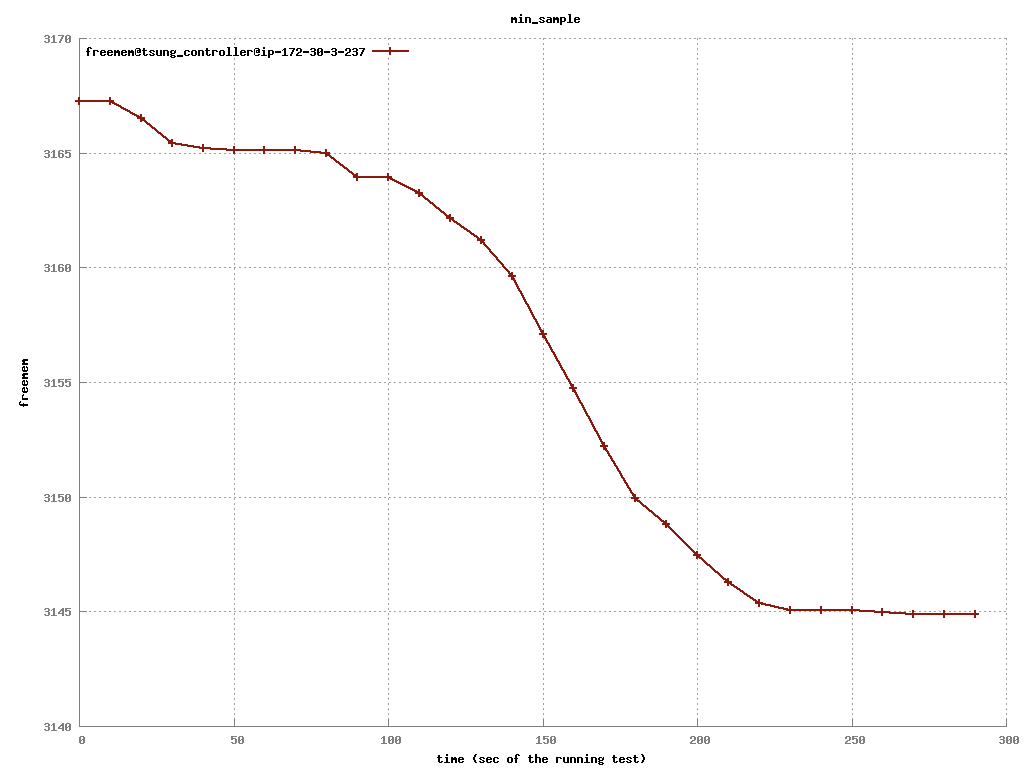 min_sample
freemem@tsung_controller@ip-172-30-3-237
3170
3165
3160
3155
3150
3145
3140
freemem
0 50 100 150 200 250 300
time (sec of the running test)